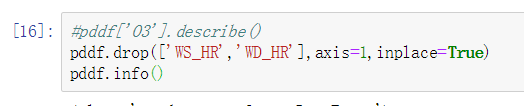 [16]: #pddf['03'].describe()
pddf.drop(['WS_HR','WD_HR'],axis=1,inplace=True)
pddf.info()